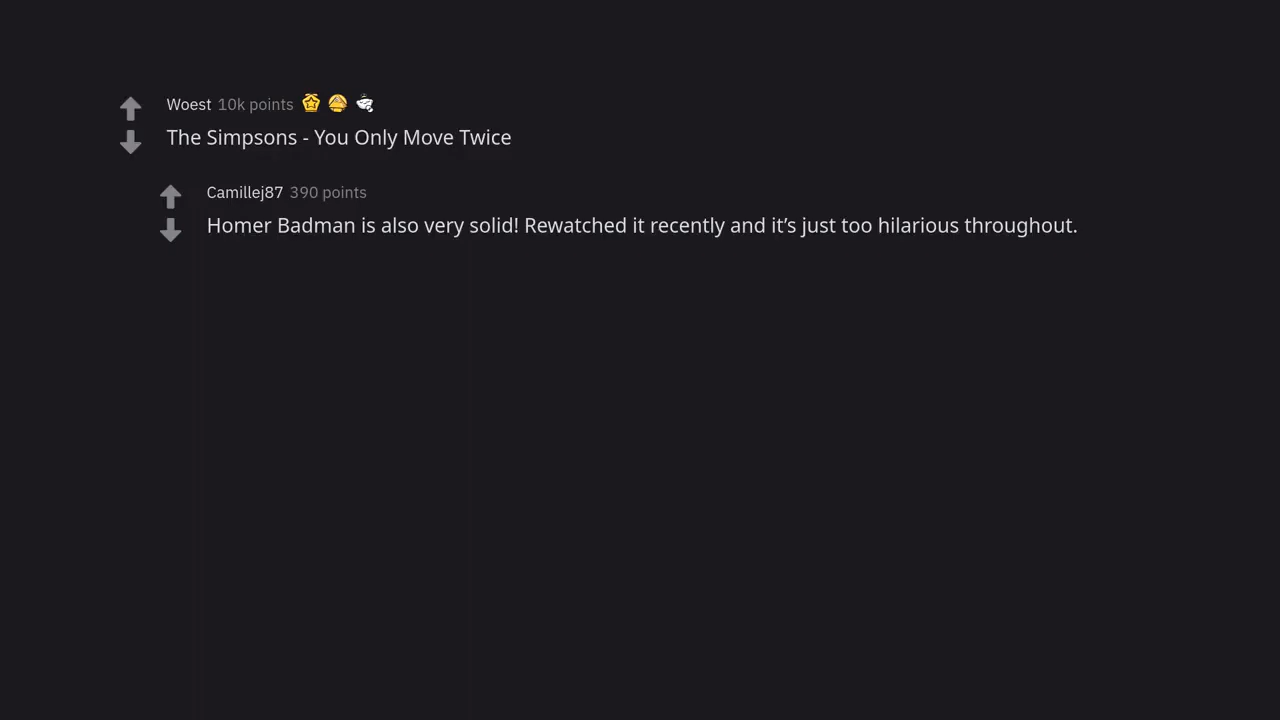 Woest 10k points
The Simpsons - You Only Move Twice
Camillej87 390 points
Homer Badman is also very solid! Rewatched it recently and it’s just too hilarious throughout.